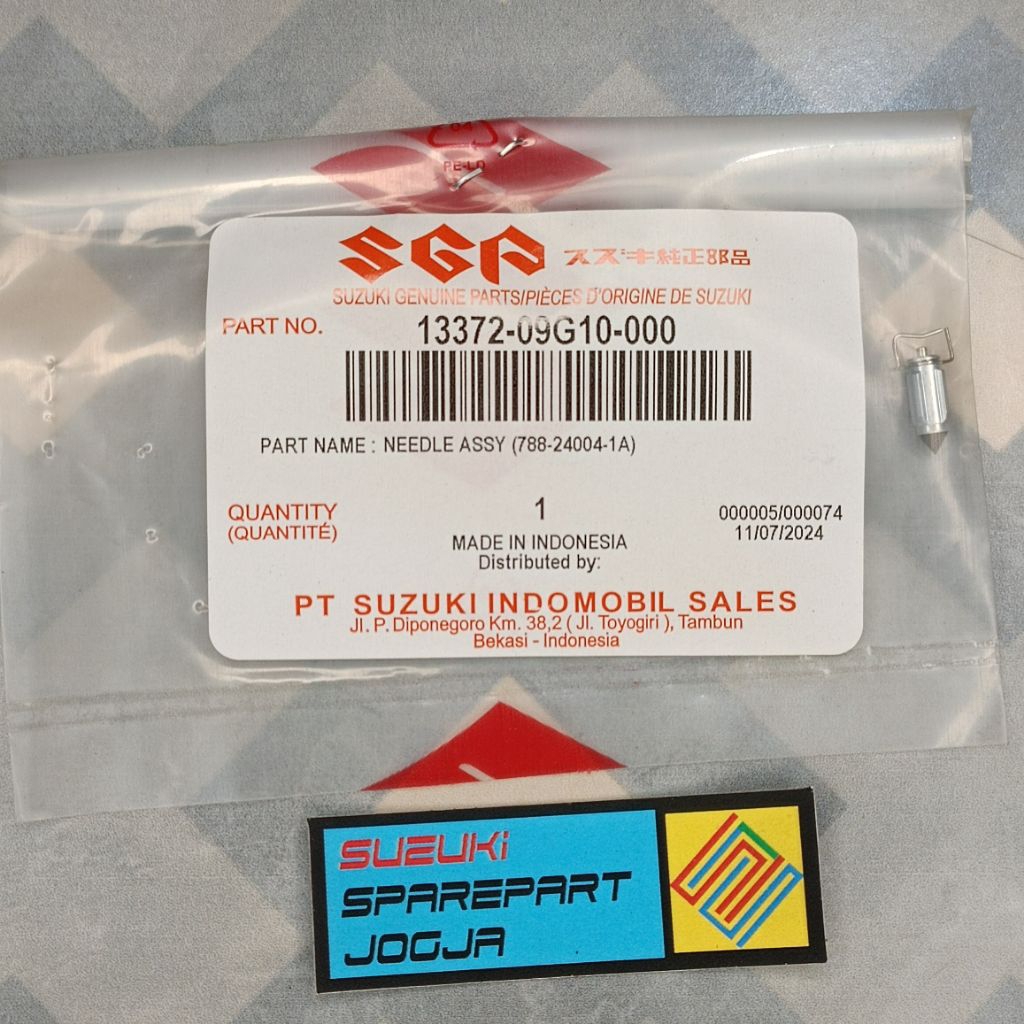 04
PE-LD
SGP スズキ純正部品
SUZUKI GENUINE PARTS/PIÈCES D'ORIGINE DE SUZUKI
PART NO. 13372-09G10-000
PART NAME : NEEDLE ASSY (788-24004-1A)
QUANTITY 1 000005/000074
(QUANTITÉ) 11/07/2024
MADE IN INDONESIA
Distributed by:
PT SUZUKI INDOMOBIL SALES
Jl. P. Diponegoro Km. 38,2 ( Jl. Toyogiri ), Tambun
Bekasi - Indonesia
SUZUKi
SPAREPART
JOGJA